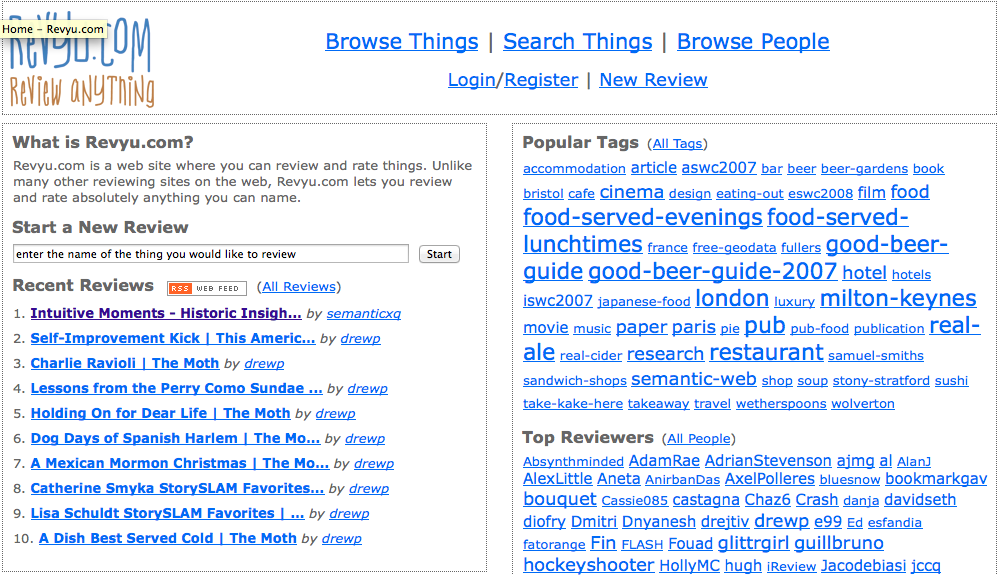 Home – Revyu.com
Revyu.com
Review Anything
Browse Things | Search Things | Browse People
Login/Register | New Review
What is Revyu.com?
Revyu.com is a web site where you can review and rate things. Unlike
many other reviewing sites on the web, Revyu.com lets you review
and rate absolutely anything you can name.
Start a New Review
enter the name of the thing you would like to review Start
Recent Reviews RSS WEB FEED (All Reviews)
1. Intuitive Moments - Historic Insigh... by semanticxq
2. Self-Improvement Kick | This Americ... by drewp
3. Charlie Ravioli | The Moth by drewp
4. Lessons from the Perry Como Sundae ... by drewp
5. Holding On for Dear Life | The Moth by drewp
6. Dog Days of Spanish Harlem | The Mo... by drewp
7. A Mexican Mormon Christmas | The Mo... by drewp
8. Catherine Smyka StorySLAM Favorites... by drewp
9. Lisa Schuldt StorySLAM Favorites | ... by drewp
10. A Dish Best Served Cold | The Moth by drewp
Popular Tags (All Tags)
accommodation article aswc2007 bar beer beer-gardens book
bristol cafe cinema design eating-out eswc2008 film food
food-served-evenings food-served-
lunchtimes france free-geodata fullers good-beer-
guide good-beer-guide-2007 hotel hotels
iswc2007 japanese-food london luxury milton-keynes
movie music paper paris pie pub pub-food publication real-
ale real-cider research restaurant samuel-smiths
sandwich-shops semantic-web shop soup stony-stratford sushi
take-kake-here takeaway travel wetherspoons wolverton
Top Reviewers (All People)
Absynthminded AdamRae AdrianStevenson ajmg al AlanJ
AlexLittle Aneta AnirbanDas AxelPolleres bluesnow bookmarkgav
bouquet Cassie085 castagna Chaz6 Crash danja davidseth
diofry Dmitri Dnyanesh drejtiv drewp e99 Ed esfandia
fatorange Fin FLASH Fouad glittrgirl guillbruno
hockeyshooter HollyMC hugh iReview Jacodebiasi jccq